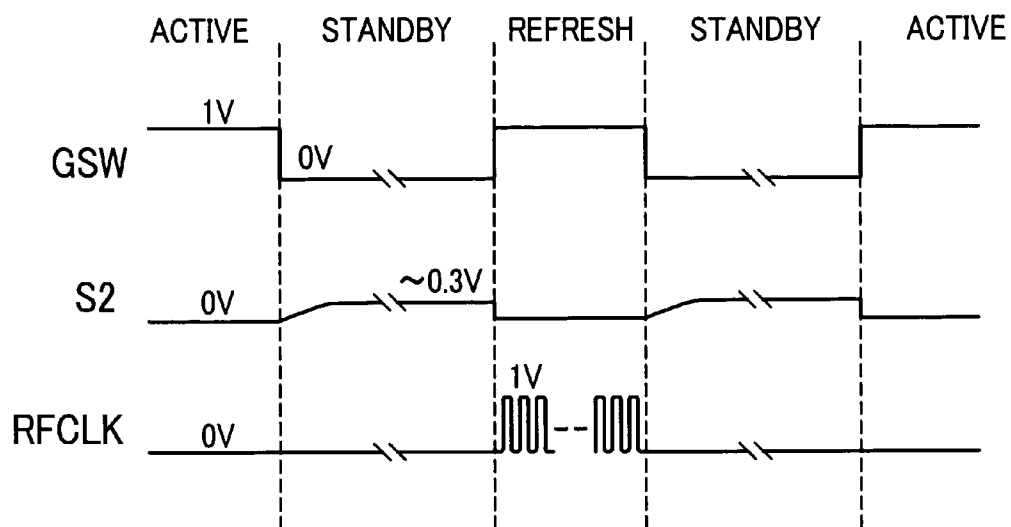 ACTIVE STANDBY REFRESH STANDBY ACTIVE
1V
GSW 0V
~0.3V
S2 0V
1V
RFCLK 0V